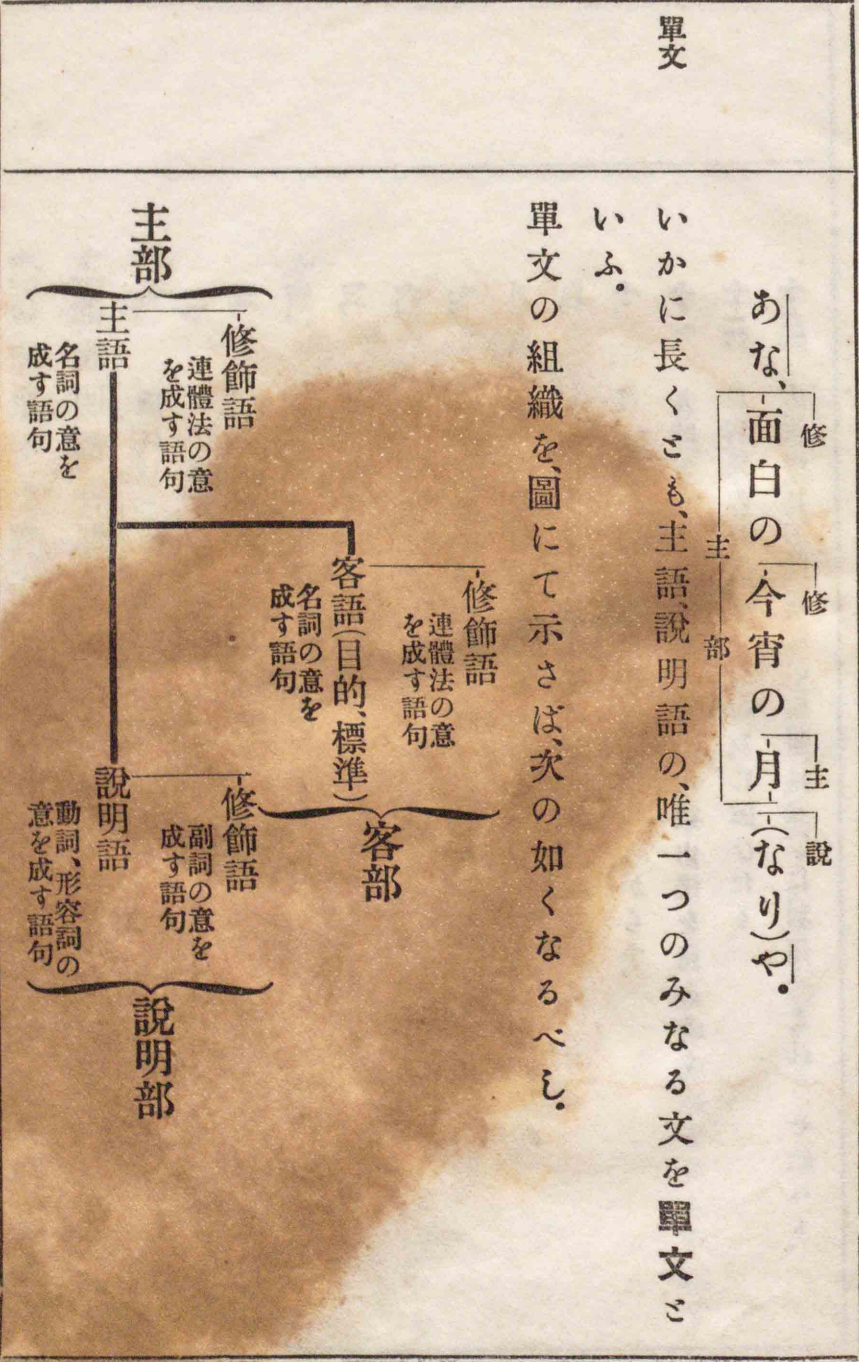 單文
あな、面白の今宵の月(なり)や。
修
修
主
說
主部
いかに長くとも、主語、說明語の、唯一つのみなる文を單文と
いふ。
單文の組織を、圖にて示さば、次の如くなるべし。
修飾語
連體法の意
を成す語句
客語(目的、標準)
名詞の意を
成す語句
客部
主部
修飾語
連體法の意
を成す語句
主語
名詞の意を
成す語句
修飾語
副詞の意を
成す語句
說明語
動詞、形容詞の
意を成す語句
說明部